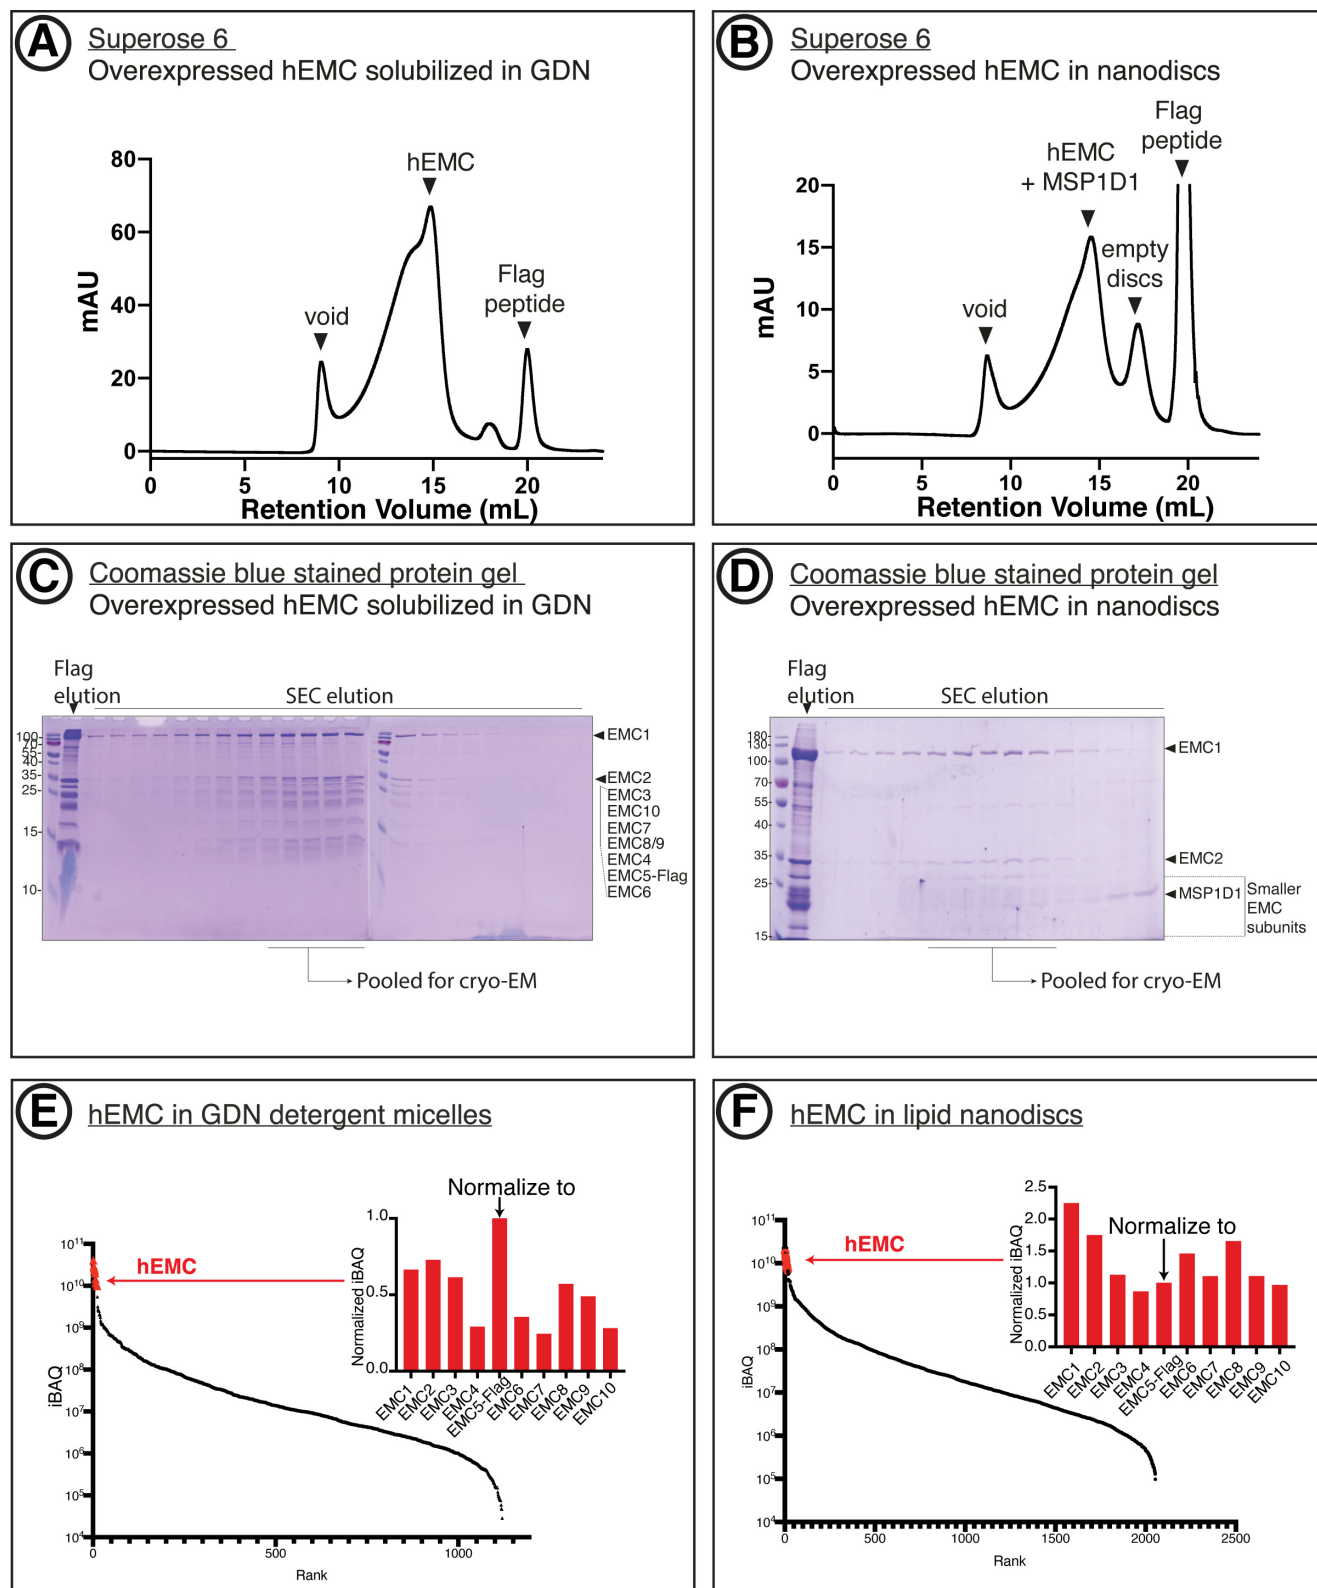 A
Superose 6
Overexpressed hEMC solubilized in GDN
hEMC
Flag
peptide
void
mAU
80
60
40
20
0
0 5 10 15 20
Retention Volume (mL)
B
Superose 6
Overexpressed hEMC in nanodiscs
Flag
peptide
hEMC
+ MSP1D1
empty
discs
void
mAU
20
15
10
5
0
0 5 10 15 20
Retention Volume (mL)
C
Coomassie blue stained protein gel
Overexpressed hEMC solubilized in GDN
Flag
elution
SEC elution
100-
70-
55-
40-
35-
25-
15-
10-
EMC1
EMC2
EMC3
EMC10
EMC7
EMC8/9
EMC4
EMC5-Flag
EMC6
Pooled for cryo-EM
D
Coomassie blue stained protein gel
Overexpressed hEMC in nanodiscs
Flag
elution
SEC elution
180-
130-
100-
70-
55-
40-
35-
25-
15-
EMC1
EMC2
MSP1D1
Smaller
EMC
subunits
Pooled for cryo-EM
E
hEMC in GDN detergent micelles
Normalize to
Normalized iBAQ
1.0
0.5
0.0
EMC1
EMC2
EMC3
EMC4
EMC5-Flag
EMC6
EMC7
EMC8
EMC9
EMC10
hEMC
iBAQ
10¹¹
10¹⁰
10⁹
10⁸
10⁷
10⁶
10⁵
10⁴
0 500 1000
Rank
F
hEMC in lipid nanodiscs
Normalize to
Normalized iBAQ
2.5
2.0
1.5
1.0
0.5
0.0
EMC1
EMC2
EMC3
EMC4
EMC5-Flag
EMC6
EMC7
EMC8
EMC9
EMC10
hEMC
iBAQ
10¹¹
10¹⁰
10⁹
10⁸
10⁷
10⁶
10⁵
10⁴
0 500 1000 1500 2000 2500
Rank